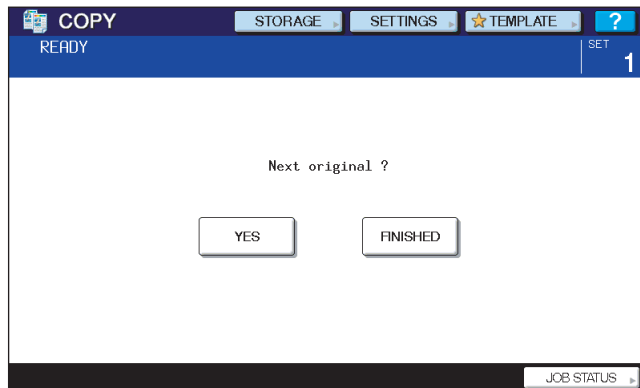 COPY STORAGE SETTINGS TEMPLATE ?
READY SET
1
Next original ?
YES FINISHED
JOB STATUS